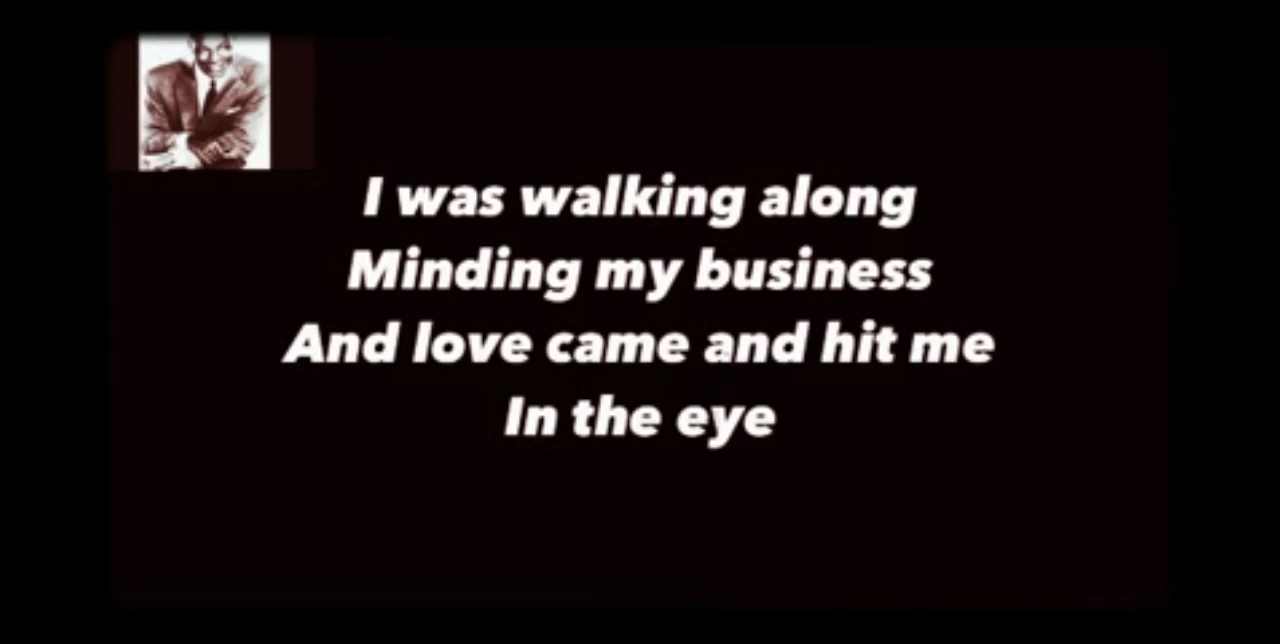 I was walking along
Minding my business
And love came and hit me
In the eye